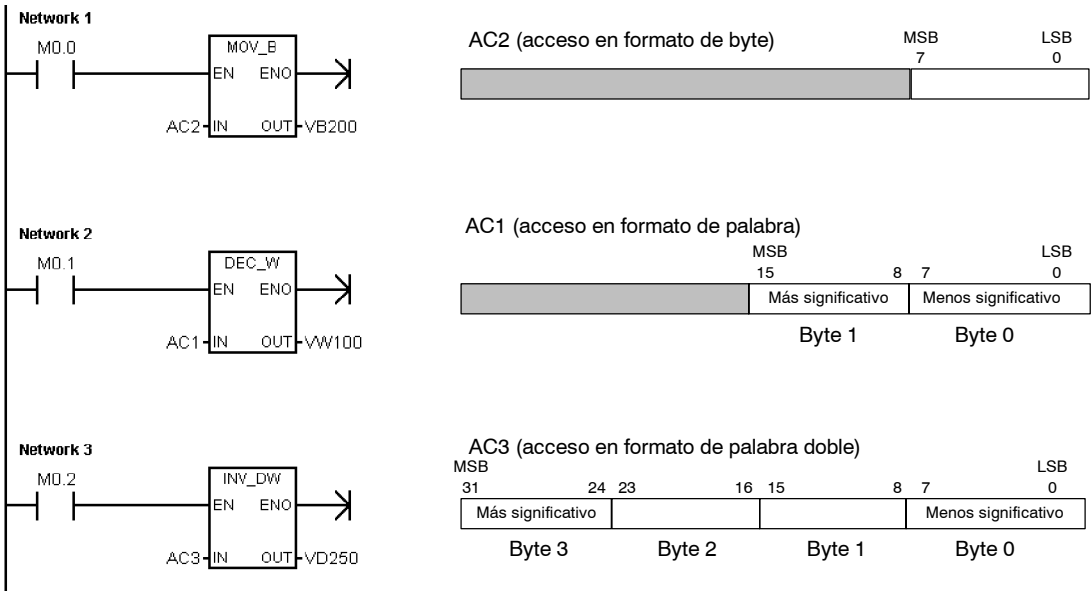 Network 1
M0.0
MOV_B
EN ENO
AC2 IN OUT VB200
AC2 (acceso en formato de byte)
MSB LSB
7 0
Network 2
M0.1
DEC_W
EN ENO
AC1 IN OUT VW100
AC1 (acceso en formato de palabra)
MSB LSB
15 8 7 0
Más significativo Menos significativo
Byte 1 Byte 0
Network 3
M0.2
INV_DW
EN ENO
AC3 IN OUT VD250
AC3 (acceso en formato de palabra doble)
MSB LSB
31 24 23 16 15 8 7 0
Más significativo Menos significativo
Byte 3 Byte 2 Byte 1 Byte 0